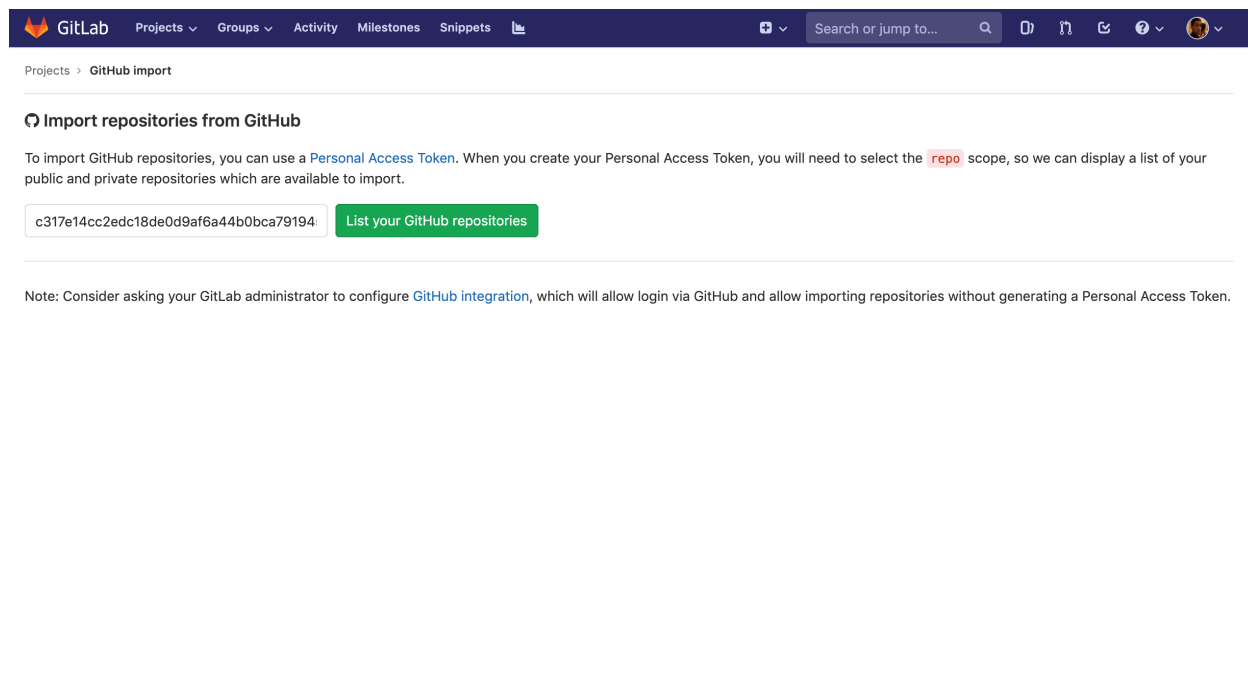 GitLab Projects Groups Activity Milestones Snippets Search or jump to...
Projects › GitHub import
Import repositories from GitHub
To import GitHub repositories, you can use a Personal Access Token. When you create your Personal Access Token, you will need to select the repo scope, so we can display a list of your
public and private repositories which are available to import.
c317e14cc2edc18de0d9af6a44b0bca79194 List your GitHub repositories
Note: Consider asking your GitLab administrator to configure GitHub integration, which will allow login via GitHub and allow importing repositories without generating a Personal Access Token.